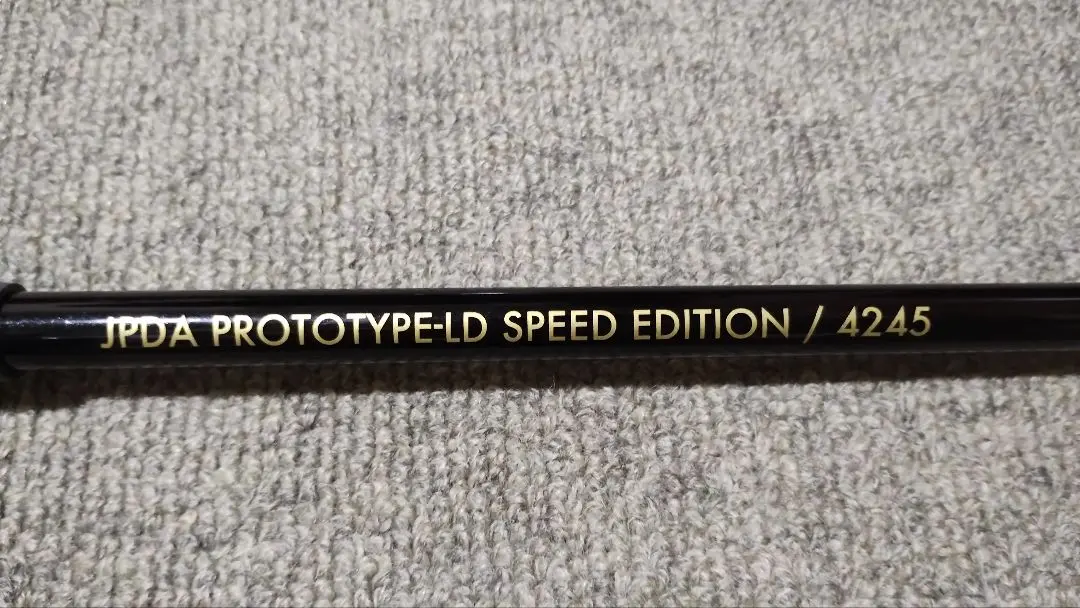 JPDA PROTOTYPE-LD SPEED EDITION / 4245